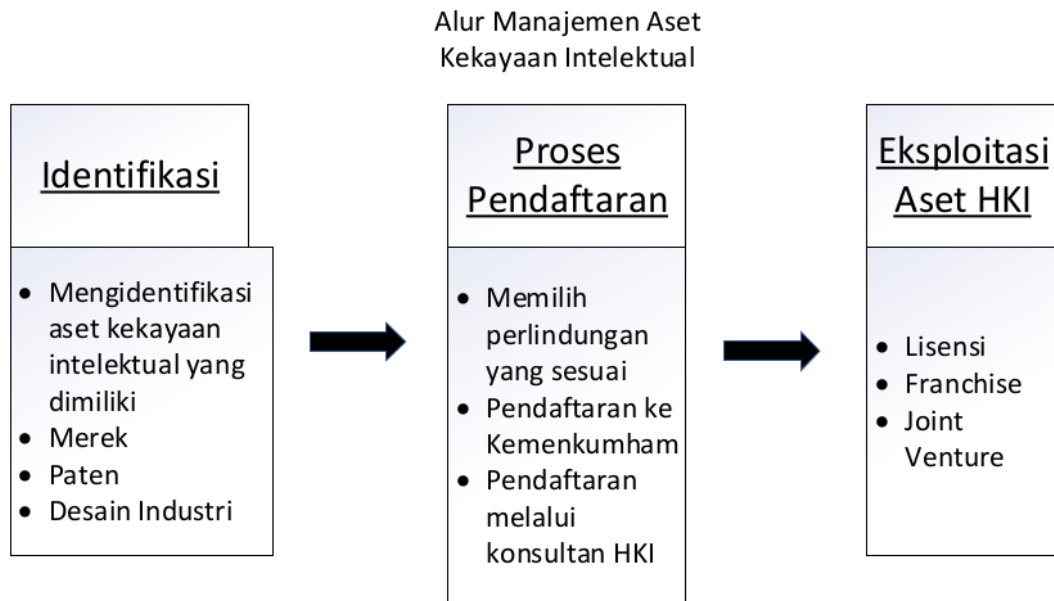 Alur Manajemen Aset
Kekayaan Intelektual
Identifikasi
• Mengidentifikasi
aset kekayaan
intelektual yang
dimiliki
• Merek
• Paten
• Desain Industri
Proses
Pendaftaran
• Memilih
perlindungan
yang sesuai
• Pendaftaran ke
Kemenkumham
• Pendaftaran
melalui
konsultan HKI
Eksploitasi
Aset HKI
• Lisensi
• Franchise
• Joint
Venture